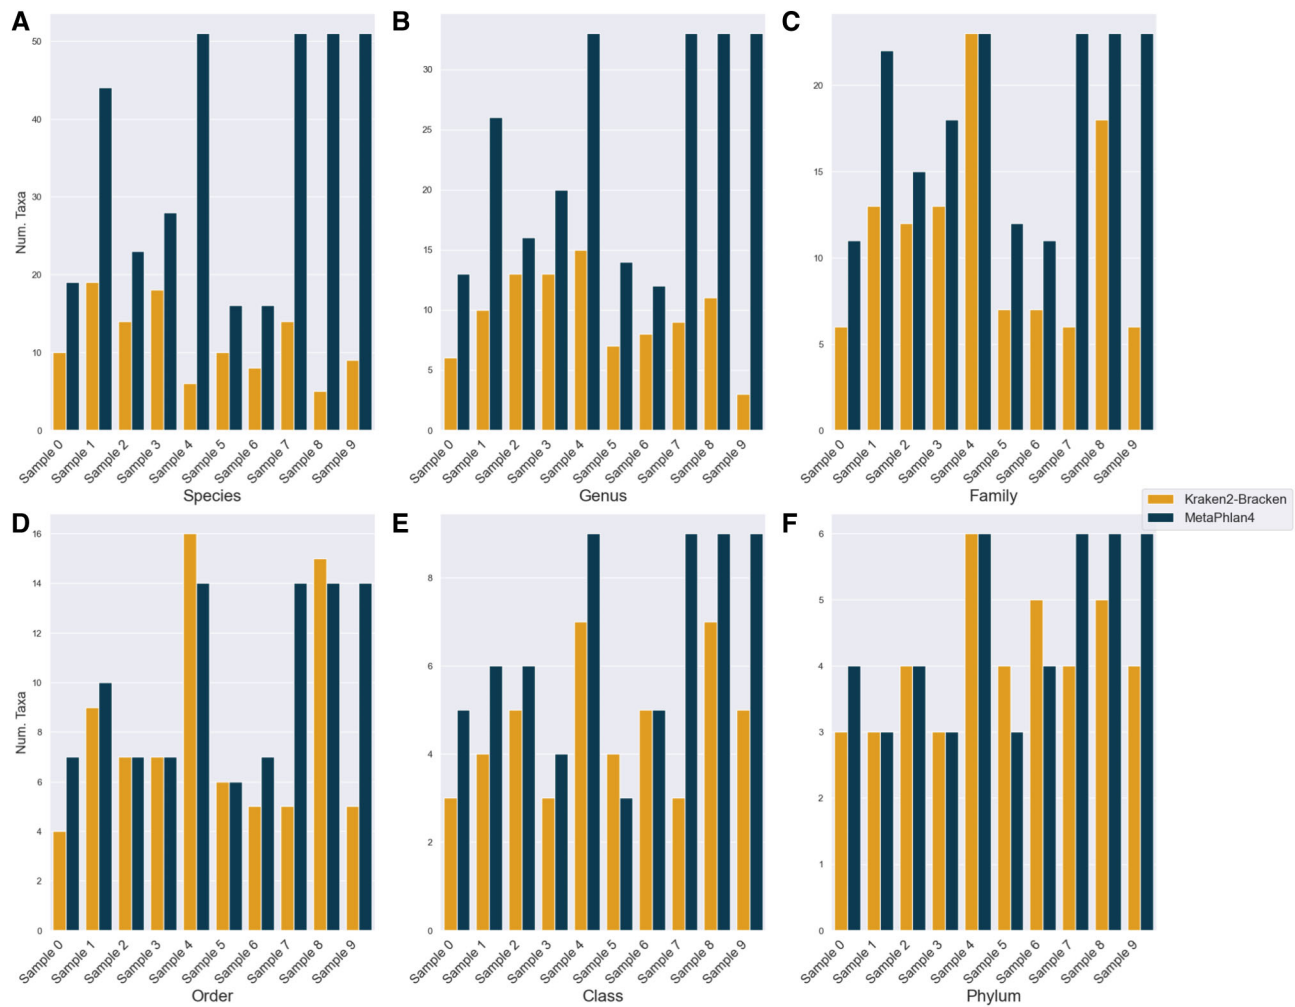 A
50
40
30
20
10
0
Num. Taxa
Sample 0
Sample 1
Sample 2
Sample 3
Sample 4
Sample 5
Sample 6
Sample 7
Sample 8
Sample 9
Species
B
30
25
20
15
10
5
0
Sample 0
Sample 1
Sample 2
Sample 3
Sample 4
Sample 5
Sample 6
Sample 7
Sample 8
Sample 9
Genus
C
20
15
10
5
0
Sample 0
Sample 1
Sample 2
Sample 3
Sample 4
Sample 5
Sample 6
Sample 7
Sample 8
Sample 9
Family
Kraken2-Bracken
MetaPhlan4
D
16
14
12
10
8
6
4
2
0
Num. Taxa
Sample 0
Sample 1
Sample 2
Sample 3
Sample 4
Sample 5
Sample 6
Sample 7
Sample 8
Sample 9
Order
E
8
6
4
2
0
Sample 0
Sample 1
Sample 2
Sample 3
Sample 4
Sample 5
Sample 6
Sample 7
Sample 8
Sample 9
Class
F
6
5
4
3
2
1
0
Sample 0
Sample 1
Sample 2
Sample 3
Sample 4
Sample 5
Sample 6
Sample 7
Sample 8
Sample 9
Phylum